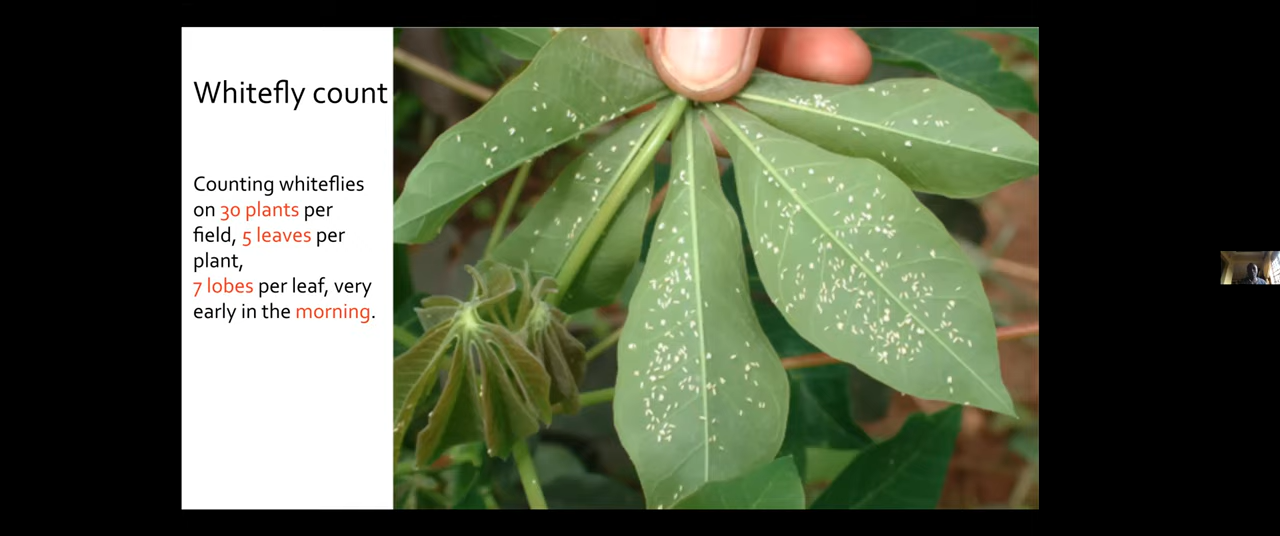 Whitefly count
Counting whiteflies
on 30 plants per
field, 5 leaves per
plant,
7 lobes per leaf, very
early in the morning.